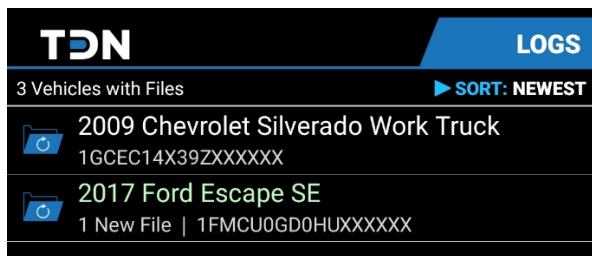 TDN
LOGS
3 Vehicles with Files
SORT: NEWEST
2009 Chevrolet Silverado Work Truck
1GCEC14X39ZXXXXXX
2017 Ford Escape SE
1 New File | 1FMCU0GD0HUXXXXXX